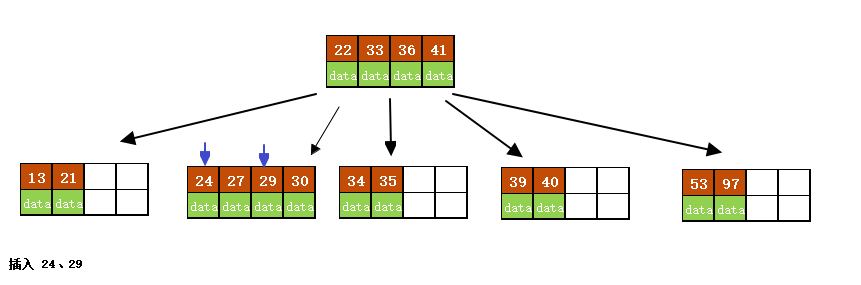 22 33 36 41
data data data data
13 21
data data
24 27 29 30
data data data data
34 35
data data
39 40
data data
53 97
data data
插入 24、29